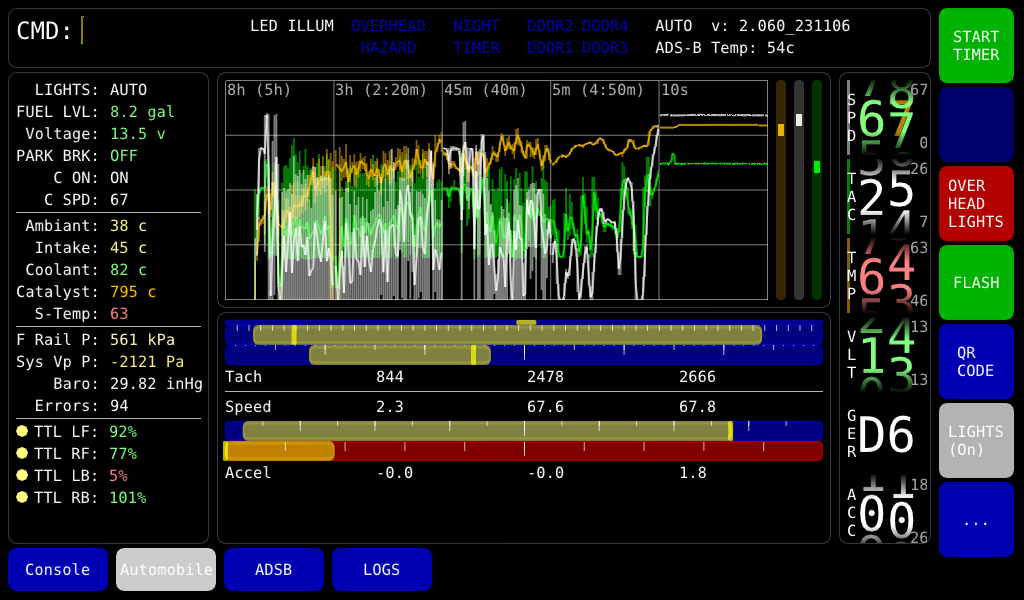 CMD:
LED ILLUM OVERHEAD NIGHT DOOR2 DOOR4 AUTO v: 2.060_231106
HAZARD TIMER DOOR1 DOOR3 ADS-B Temp: 54c
START
TIMER
OVER
HEAD
LIGHTS
FLASH
QR
CODE
LIGHTS
(On)
...
LIGHTS: AUTO
FUEL LVL: 8.2 gal
Voltage: 13.5 v
PARK BRK: OFF
C ON: ON
C SPD: 67
Ambiant: 38 c
Intake: 45 c
Coolant: 82 c
Catalyst: 795 c
S-Temp: 63
F Rail P: 561 kPa
Sys Vp P: -2121 Pa
Baro: 29.82 inHg
Errors: 94
TTL LF: 92%
TTL RF: 77%
TTL LB: 5%
TTL RB: 101%
8h (5h) 3h (2:20m) 45m (40m) 5m (4:50m) 10s
Tach 844 2478 2666
Speed 2.3 67.6 67.8
Accel -0.0 -0.0 1.8
SPD 67 67 0
TAC 25 26 7
TMP 64 63 46
VLT 13 13 13
GER D6
ACC 00 18 26
Console Automobile ADSB LOGS